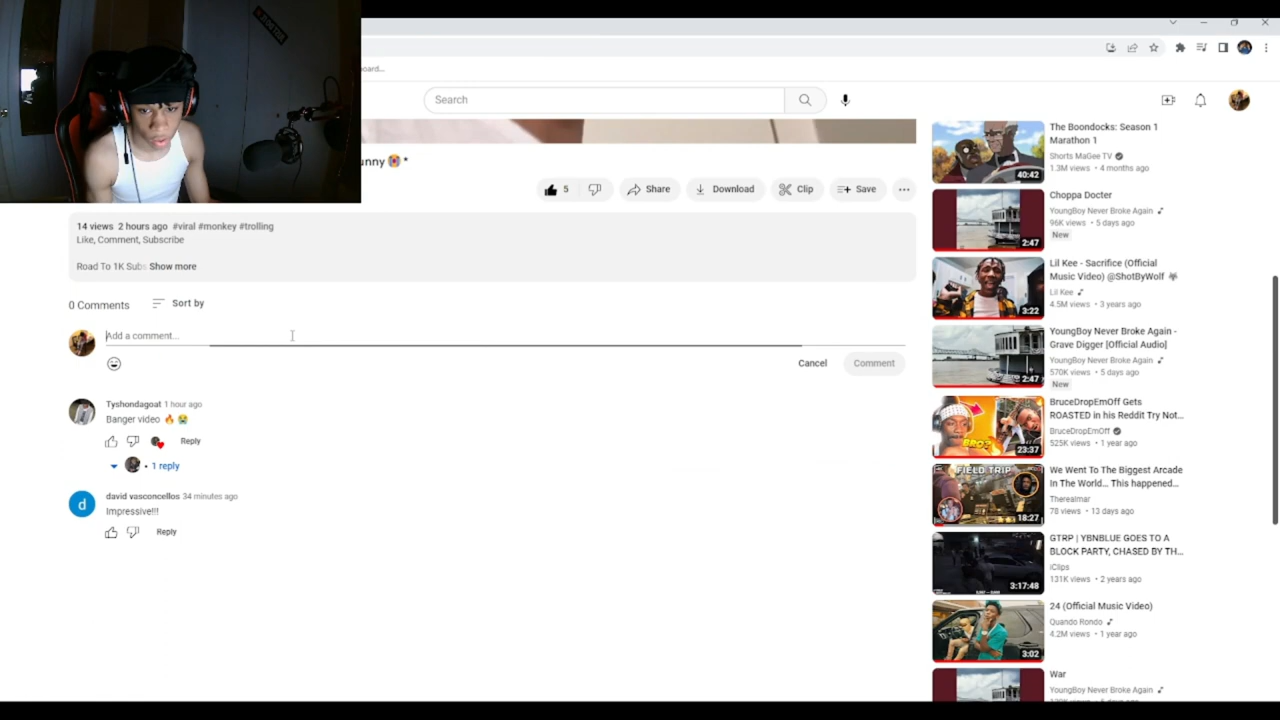 oard...
Search
unny
5
Share
Download
Clip
Save
14 views 2 hours ago #viral #monkey #trolling
Like, Comment, Subscribe
Road To 1K Subs Show more
0 Comments
Sort by
Add a comment...
Cancel
Comment
Tyshondagoat 1 hour ago
Banger video 🔥 😭
Reply
• 1 reply
d
david vasconcellos 34 minutes ago
Impressive!!!
Reply
40:42
The Boondocks: Season 1
Marathon 1
Shorts MaGee TV
1.3M views • 4 months ago
2:47
Choppa Docter
YoungBoy Never Broke Again
96K views • 5 days ago
New
3:22
Lil Kee - Sacrifice (Official
Music Video) @ShotByWolf
Lil Kee
4.5M views • 3 years ago
2:47
YoungBoy Never Broke Again -
Grave Digger [Official Audio]
YoungBoy Never Broke Again
570K views • 5 days ago
New
BRO?
23:37
BruceDropEmOff Gets
ROASTED in his Reddit Try Not...
BruceDropEmOff
525K views • 1 year ago
FIELD TRIP
18:27
We Went To The Biggest Arcade
In The World... This happened...
Therealmar
78 views • 13 days ago
3:17:48
GTRP | YBNBLUE GOES TO A
BLOCK PARTY, CHASED BY TH...
iClips
131K views • 2 years ago
3:02
24 (Official Music Video)
Quando Rondo
4.2M views • 1 year ago
War
YoungBoy Never Broke Again